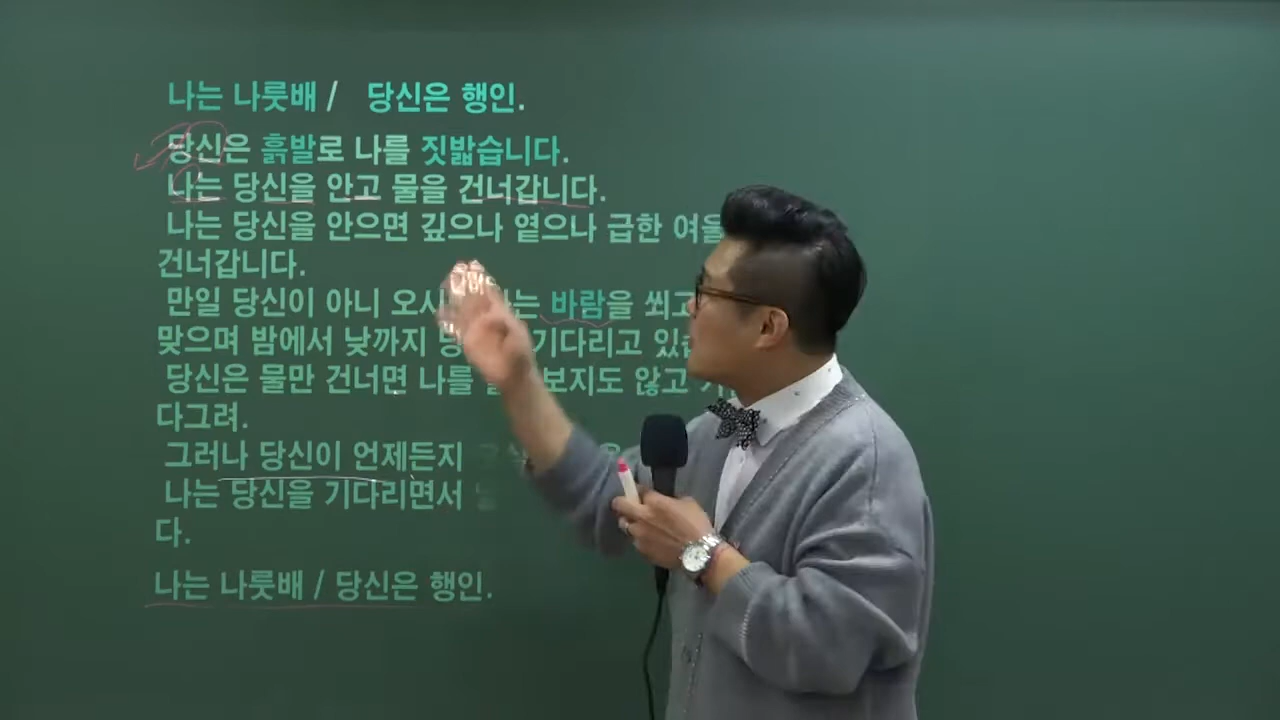 나는 나룻배 / 당신은 행인.
당신은 흙발로 나를 짓밟습니다.
나는 당신을 안고 물을 건너갑니다.
나는 당신을 안으면 깊으나 옅으나 급한
건너갑니다.
만일 당신이 아니 바람을 쐬고
맞으며 밤에서 낮까지 기다리고
당신은 물만 건너면 나를 보지도 않고
다그려.
그러나 당신이 언제든지
나는 당신을 기다리면서
다.
나는 나룻배 / 당신은 행인.